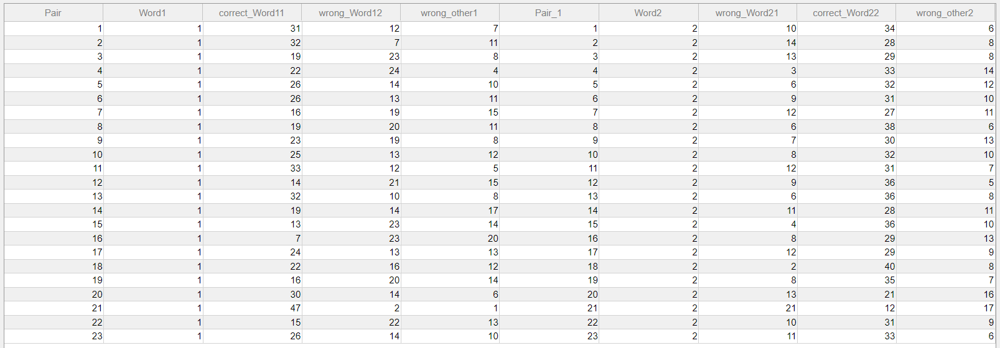 Pair Word1 correct_Word11 wrong_Word12 wrong_other1 Pair_1 Word2 wrong_Word21 correct_Word22 wrong_other2
1 1 31 12 7 1 2 10 34 6
2 1 32 7 11 2 2 14 28 8
3 1 19 23 8 3 2 13 29 8
4 1 22 24 4 4 2 3 33 14
5 1 26 14 10 5 2 6 32 12
6 1 26 13 11 6 2 9 31 10
7 1 16 19 15 7 2 12 27 11
8 1 19 20 11 8 2 6 38 6
9 1 23 19 8 9 2 7 30 13
10 1 25 13 12 10 2 8 32 10
11 1 33 12 5 11 2 12 31 7
12 1 14 21 15 12 2 9 36 5
13 1 32 10 8 13 2 6 36 8
14 1 19 14 17 14 2 11 28 11
15 1 13 23 14 15 2 4 36 10
16 1 7 23 20 16 2 8 29 13
17 1 24 13 13 17 2 12 29 9
18 1 22 16 12 18 2 2 40 8
19 1 16 20 14 19 2 8 35 7
20 1 30 14 6 20 2 13 21 16
21 1 47 2 1 21 2 21 12 17
22 1 15 22 13 22 2 10 31 9
23 1 26 14 10 23 2 11 33 6